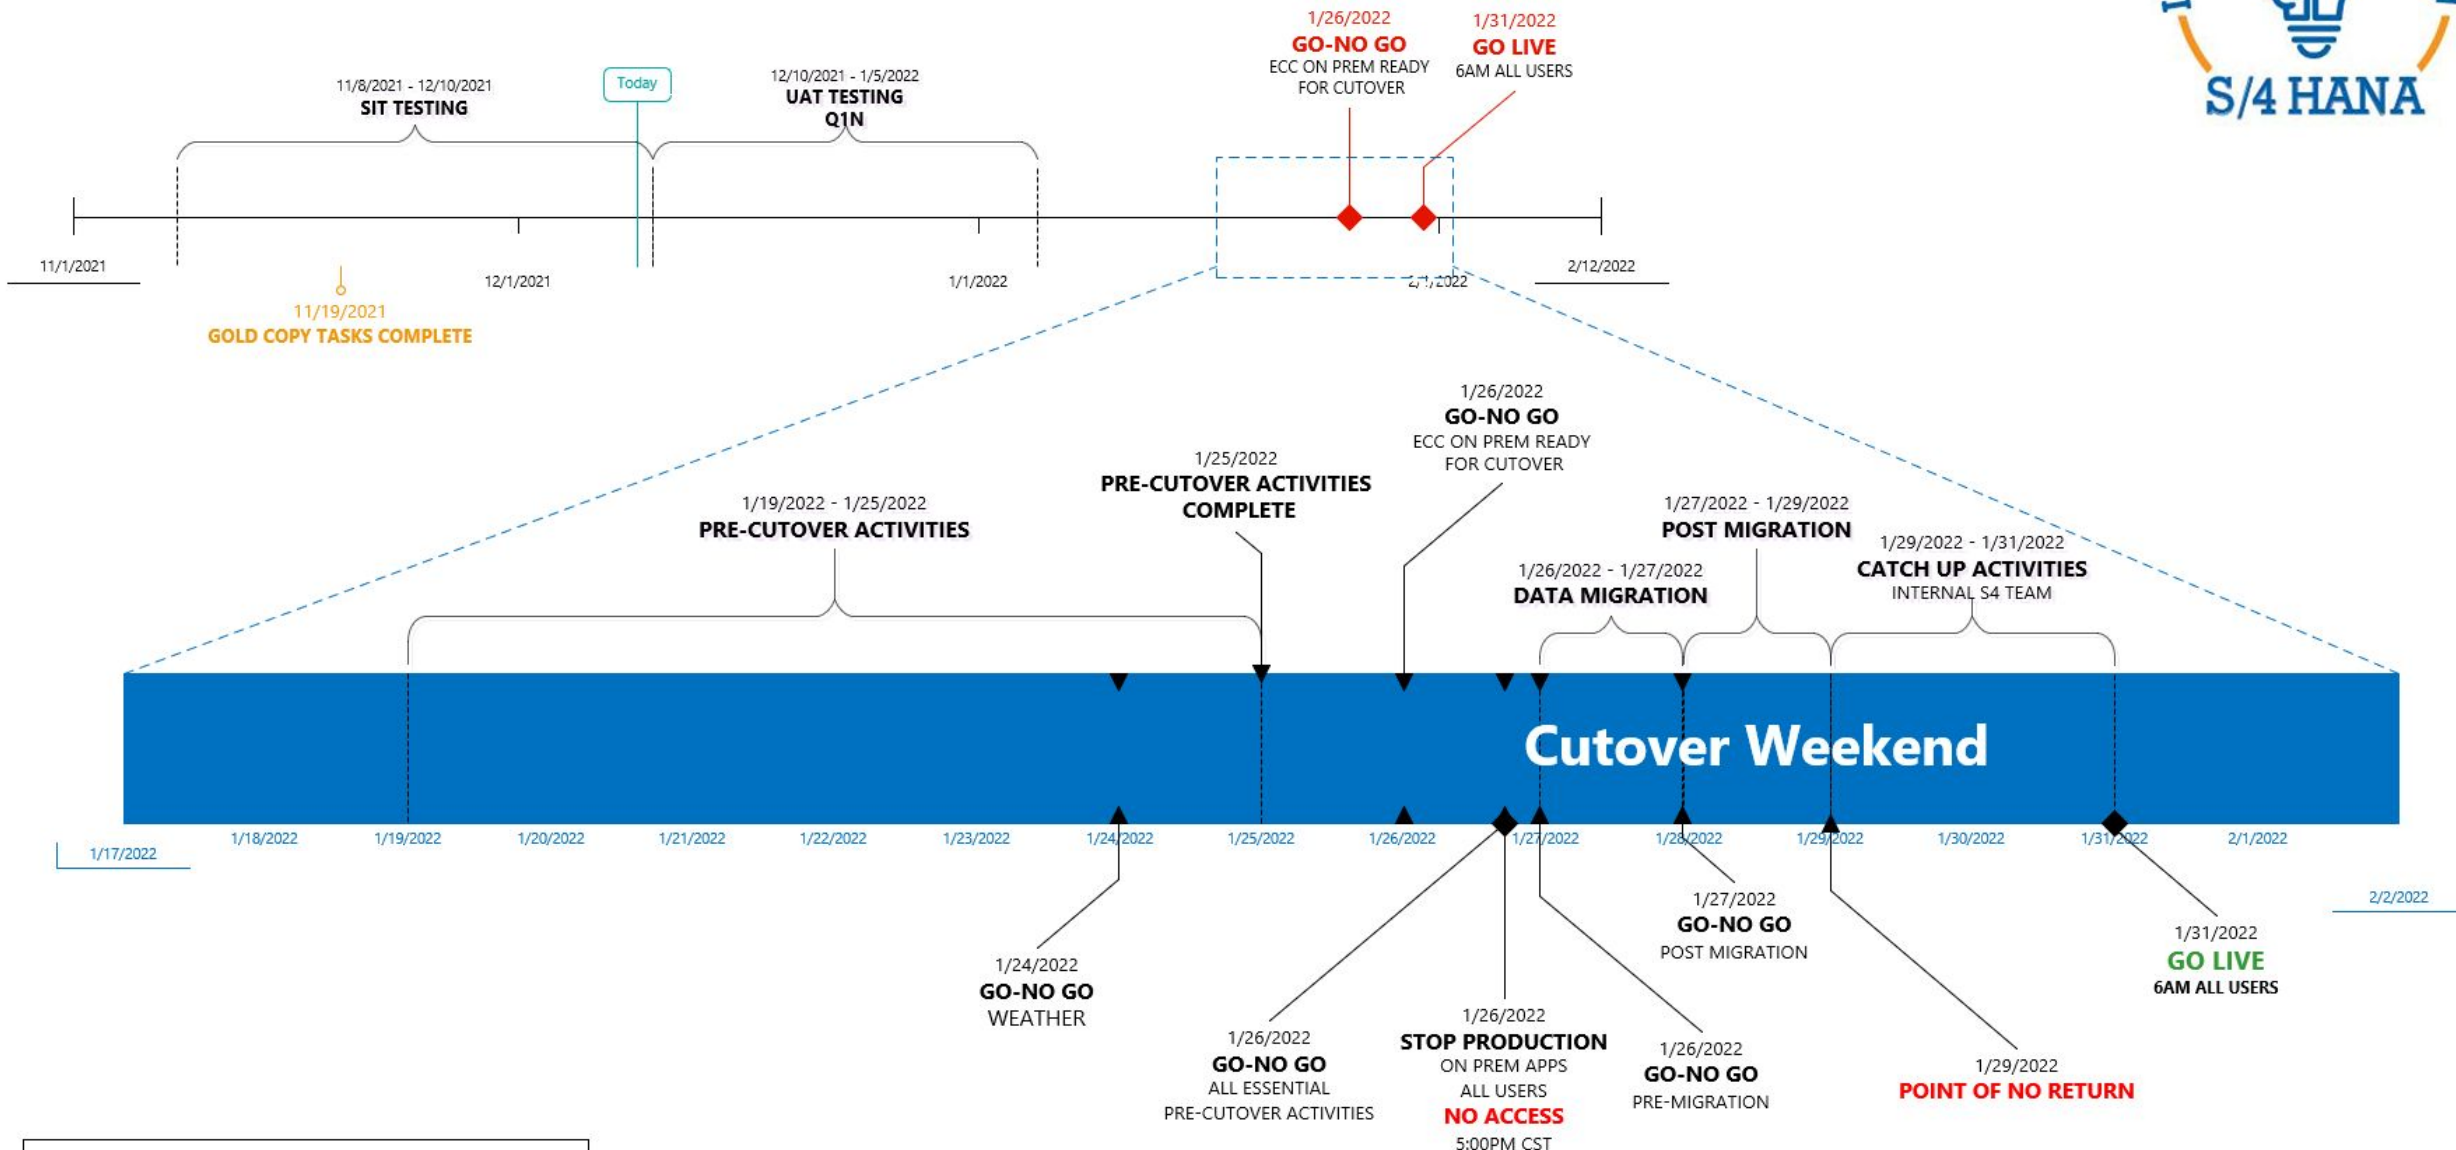 1/26/2022
GO-NO GO
ECC ON PREM READY
FOR CUTOVER
1/31/2022
GO LIVE
6AM ALL USERS
S/4 HANA
11/8/2021 - 12/10/2021
SIT TESTING
Today
12/10/2021 - 1/5/2022
UAT TESTING
Q1N
11/1/2021
12/1/2021
1/1/2022
2/1/2022
2/12/2022
11/19/2021
GOLD COPY TASKS COMPLETE
1/19/2022 - 1/25/2022
PRE-CUTOVER ACTIVITIES
1/25/2022
PRE-CUTOVER ACTIVITIES
COMPLETE
1/26/2022
GO-NO GO
ECC ON PREM READY
FOR CUTOVER
1/26/2022 - 1/27/2022
DATA MIGRATION
1/27/2022 - 1/29/2022
POST MIGRATION
1/29/2022 - 1/31/2022
CATCH UP ACTIVITIES
INTERNAL S4 TEAM
Cutover Weekend
1/17/2022
1/18/2022
1/19/2022
1/20/2022
1/21/2022
1/22/2022
1/23/2022
1/24/2022
1/25/2022
1/26/2022
1/27/2022
1/28/2022
1/29/2022
1/30/2022
1/31/2022
2/1/2022
2/2/2022
1/24/2022
GO-NO GO
WEATHER
1/26/2022
GO-NO GO
ALL ESSENTIAL
PRE-CUTOVER ACTIVITIES
1/26/2022
STOP PRODUCTION
ON PREM APPS
ALL USERS
NO ACCESS
5:00PM CST
1/26/2022
GO-NO GO
PRE-MIGRATION
1/27/2022
GO-NO GO
POST MIGRATION
1/29/2022
POINT OF NO RETURN
1/31/2022
GO LIVE
6AM ALL USERS